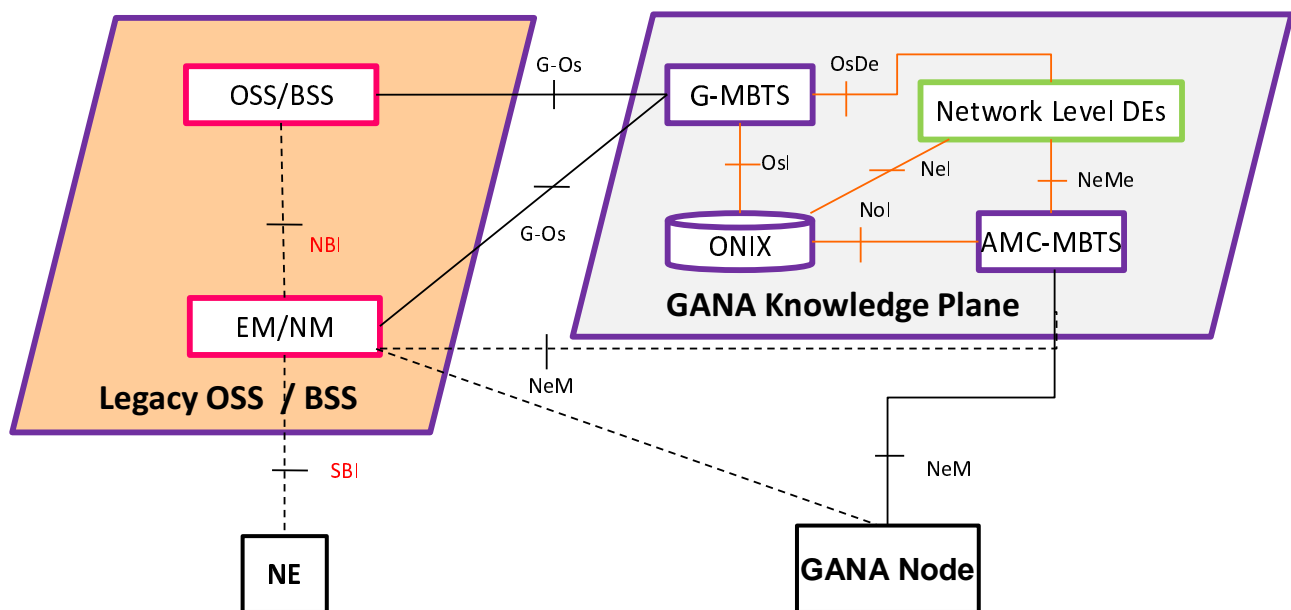 G-Os
OsDe
OSS/BSS
G-MBTS
Network Level DEs
OsI
NeI
NeMe
NBI
G-Os
NoI
ONIX
AMC-MBTS
GANA Knowledge Plane
EM/NM
NeM
Legacy OSS / BSS
SBI
NeM
NE
GANA Node